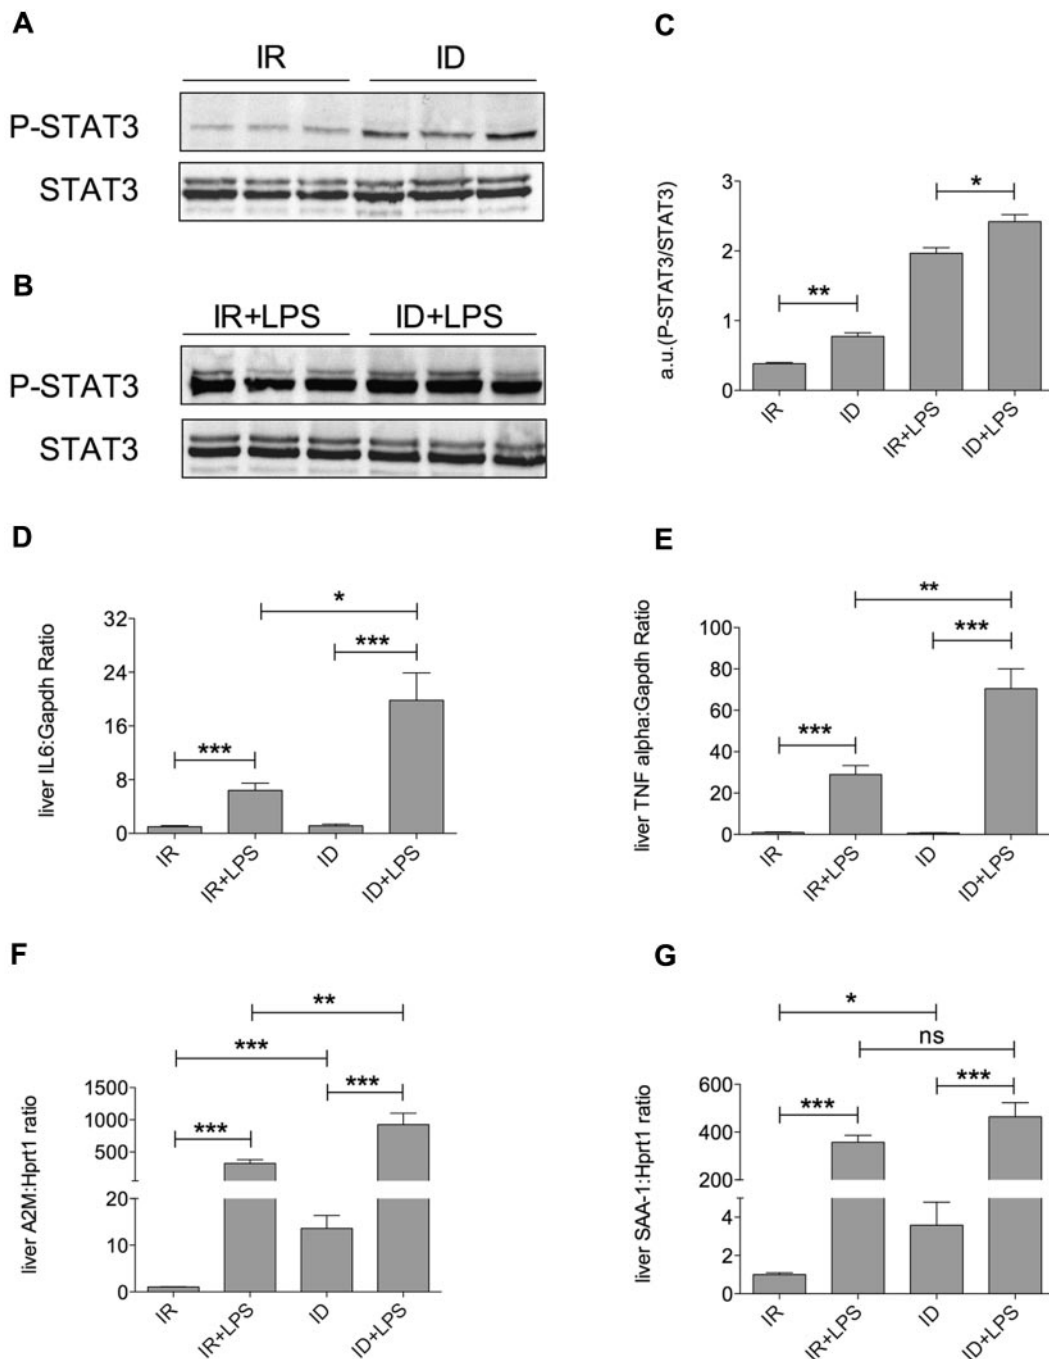 A
IR ID
P-STAT3
STAT3
B
IR+LPS ID+LPS
P-STAT3
STAT3
C
a.u.(P-STAT3/STAT3)
3
2
1
0
**
*
IR ID IR+LPS ID+LPS
D
liver IL6:Gapdh Ratio
32
24
16
8
0
*
***
***
IR IR+LPS ID ID+LPS
E
liver TNF alpha:Gapdh Ratio
100
80
60
40
20
0
**
***
***
IR IR+LPS ID ID+LPS
F
liver A2M:Hprt1 ratio
1500
1000
500
20
10
0
**
***
***
***
IR IR+LPS ID ID+LPS
G
liver SAA-1:Hprt1 ratio
600
400
200
4
2
0
*
ns
***
***
IR IR+LPS ID ID+LPS